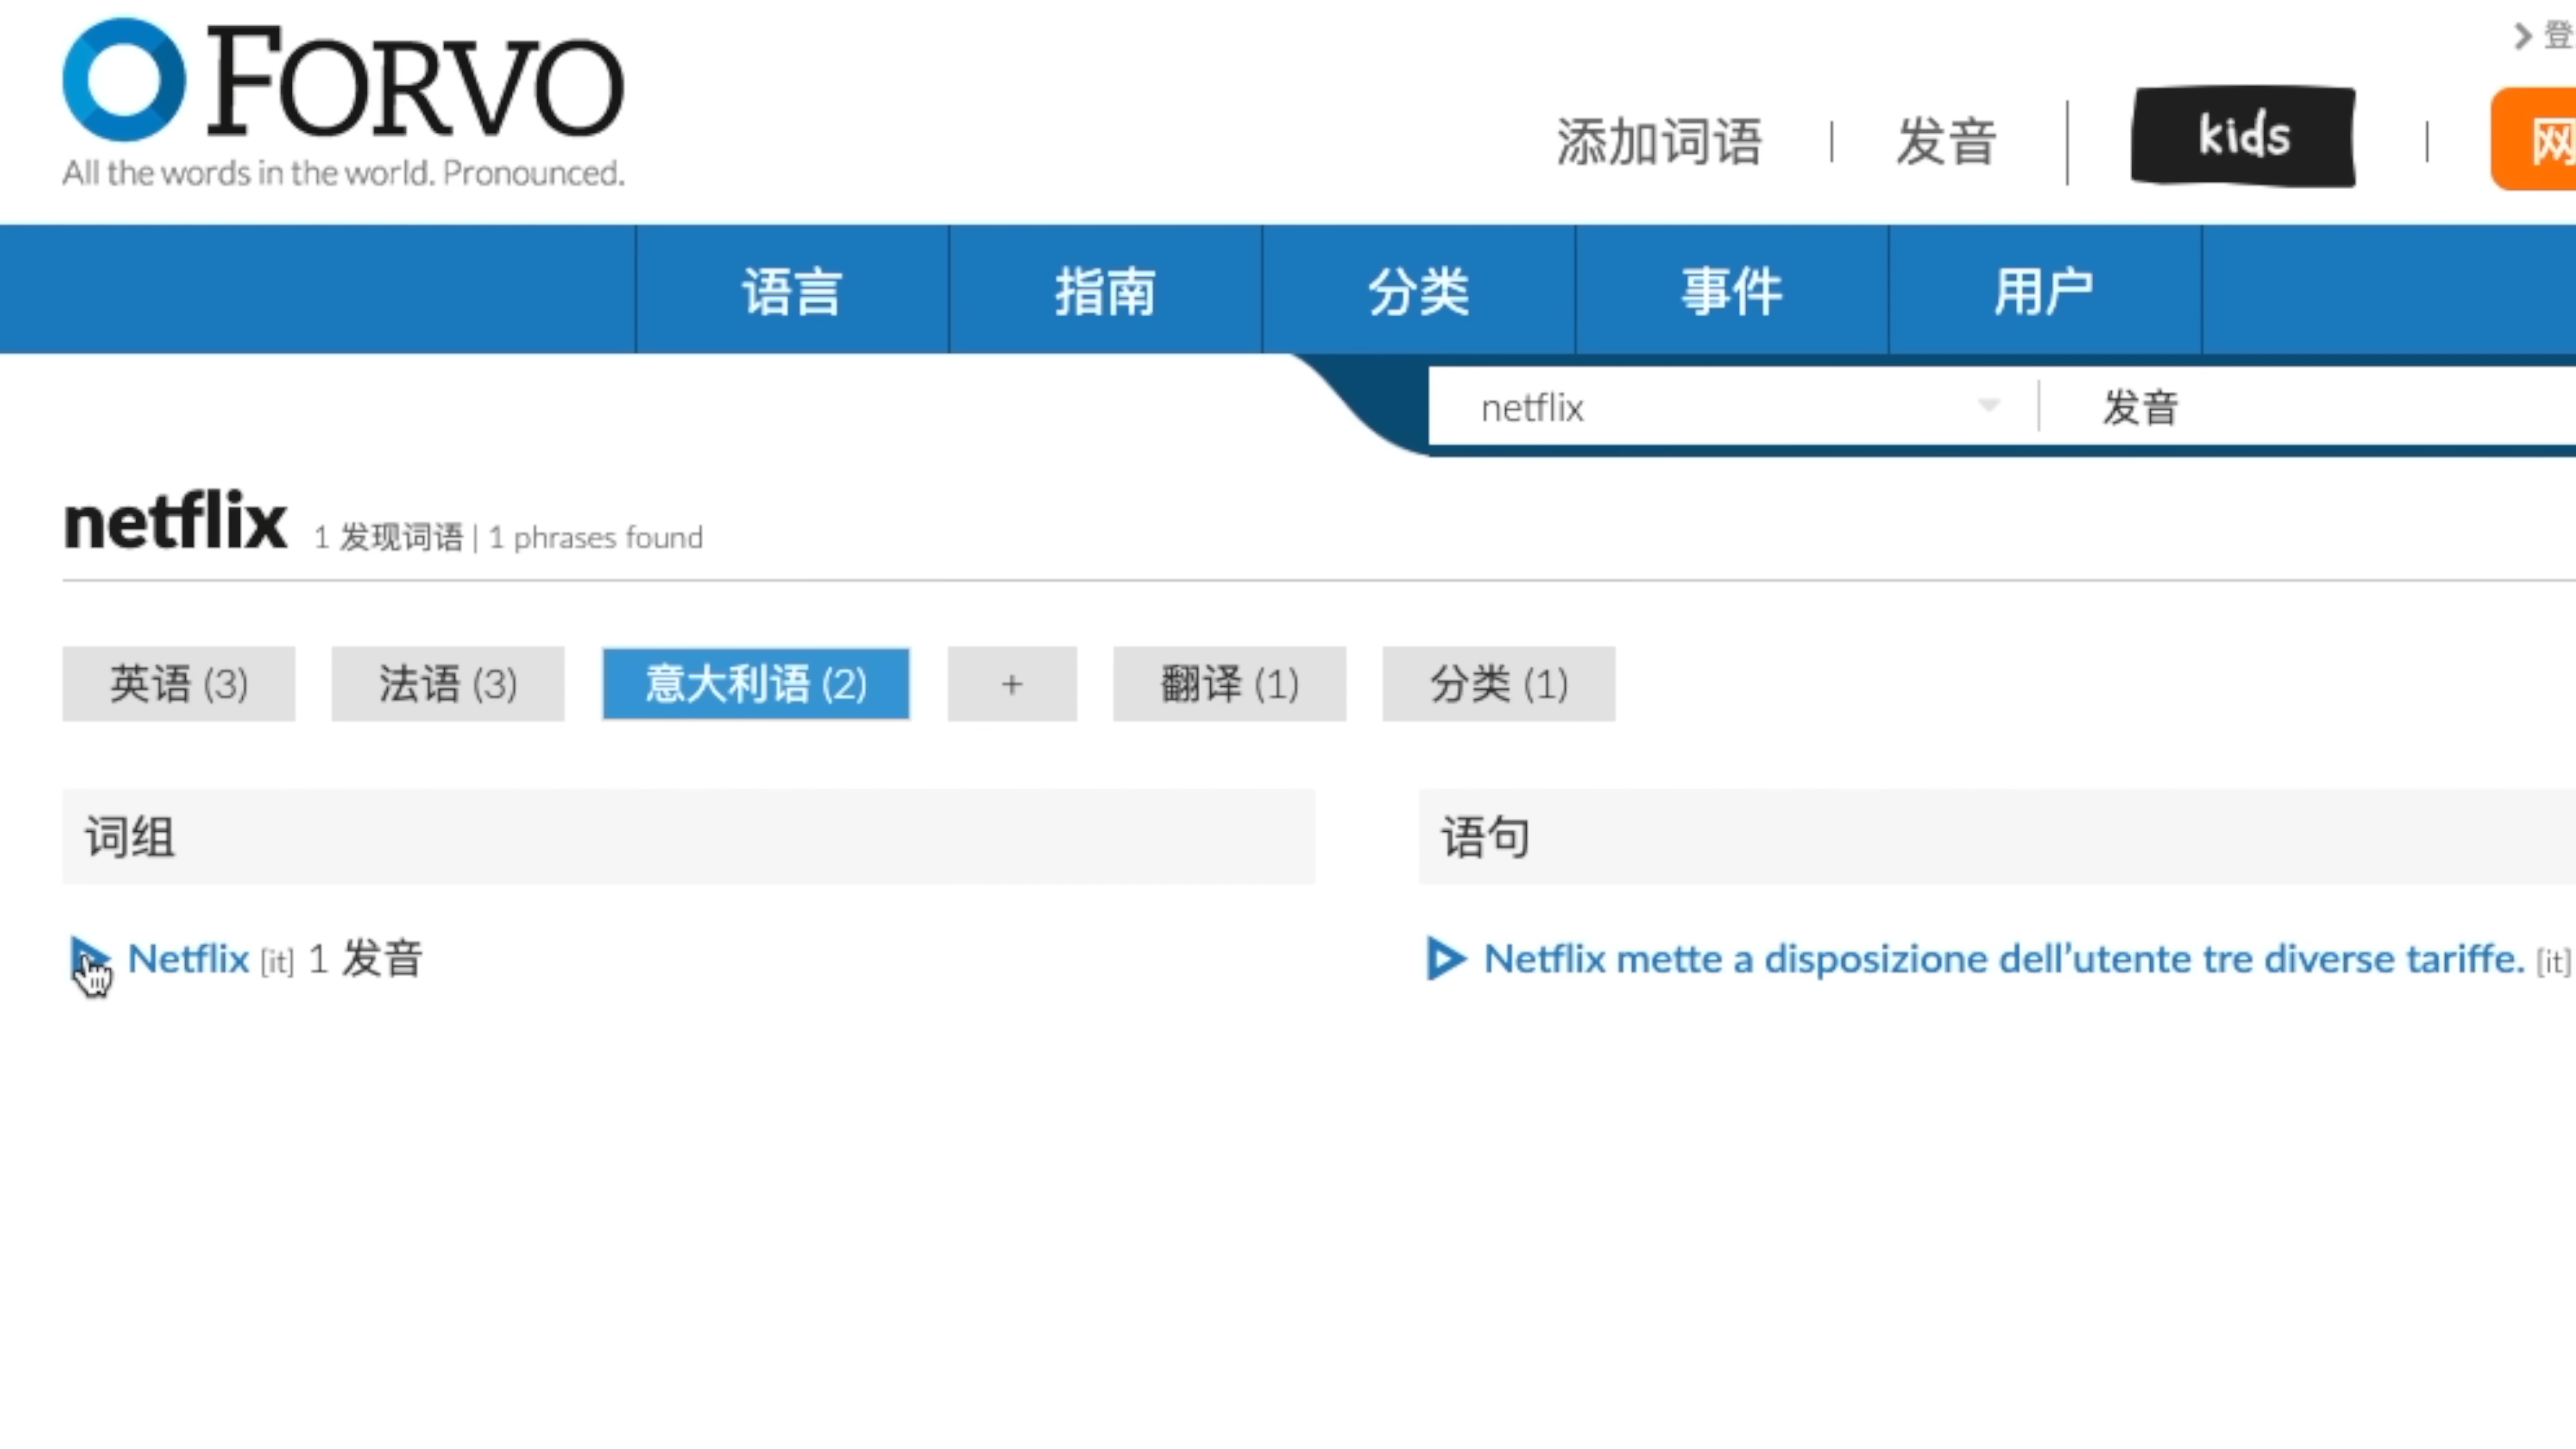 FORVO
All the words in the world. Pronounced.
登
添加词语 | 发音 | kids | 网
语言 指南 分类 事件 用户
netflix 发音
netflix 1 发现词语 | 1 phrases found
英语 (3) 法语 (3) 意大利语 (2) + 翻译 (1) 分类 (1)
词组 语句
Netflix [it] 1 发音 Netflix mette a disposizione dell’utente tre diverse tariffe. [it]